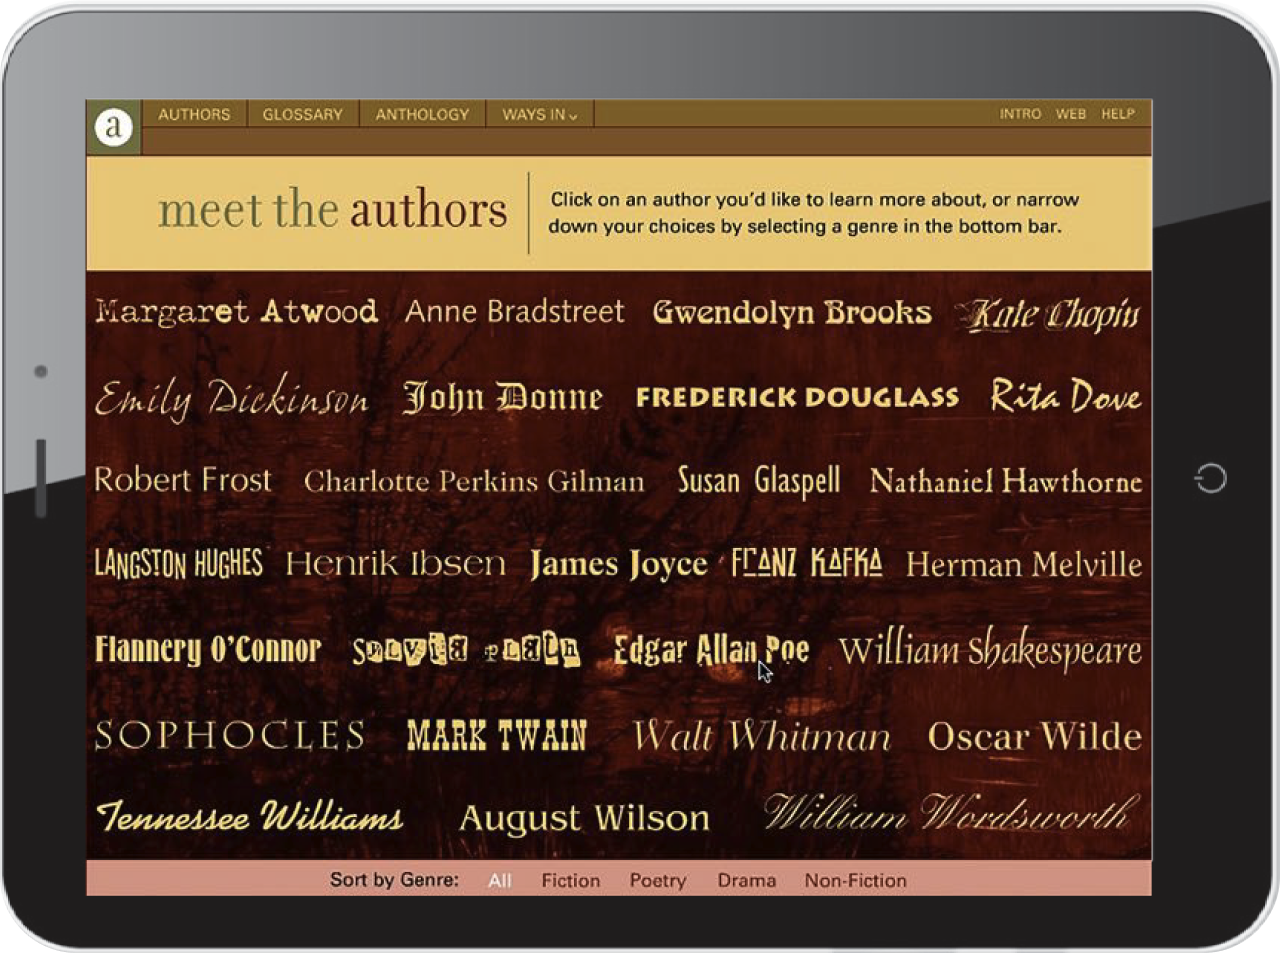 a AUTHORS GLOSSARY ANTHOLOGY WAYS IN INTRO WEB HELP
meet the authors
Click on an author you'd like to learn more about, or narrow
down your choices by selecting a genre in the bottom bar.
Margaret Atwood Anne Bradstreet Gwendolyn Brooks Kate Chopin
Emily Dickinson John Donne FREDERICK DOUGLASS Rita Dove
Robert Frost Charlotte Perkins Gilman Susan Glaspell Nathaniel Hawthorne
LANGSTON HUGHES Henrik Ibsen James Joyce FRANZ KAFKA Herman Melville
Flannery O'Connor Sylvia Plath Edgar Allan Poe William Shakespeare
SOPHOCLES MARK TWAIN Walt Whitman Oscar Wilde
Tennessee Williams August Wilson William Wordsworth
Sort by Genre: All Fiction Poetry Drama Non-Fiction